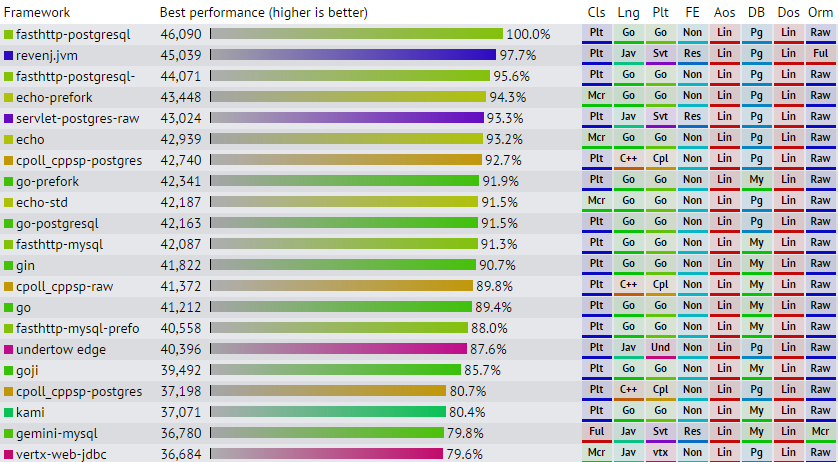 Framework Best performance (higher is better) Cls Lng Plt FE Aos DB Dos Orm
fasthttp-postgresql 46,090 100.0% Plt Go Go Non Lin Pg Lin Raw
revenj.jvm 45,039 97.7% Plt Jav Svt Res Lin Pg Lin Ful
fasthttp-postgresql- 44,071 95.6% Plt Go Go Non Lin Pg Lin Raw
echo-prefork 43,448 94.3% Mcr Go Go Non Lin Pg Lin Raw
servlet-postgres-raw 43,024 93.3% Plt Jav Svt Res Lin Pg Lin Raw
echo 42,939 93.2% Mcr Go Go Non Lin Pg Lin Raw
cpoll_cppsp-postgres 42,740 92.7% Plt C++ Cpl Non Lin Pg Lin Raw
go-prefork 42,341 91.9% Plt Go Go Non Lin My Lin Raw
echo-std 42,187 91.5% Mcr Go Go Non Lin Pg Lin Raw
go-postgresql 42,163 91.5% Plt Go Go Non Lin Pg Lin Raw
fasthttp-mysql 42,087 91.3% Plt Go Go Non Lin My Lin Raw
gin 41,822 90.7% Plt Go Go Non Lin My Lin Raw
cpoll_cppsp-raw 41,372 89.8% Plt C++ Cpl Non Lin My Lin Raw
go 41,212 89.4% Plt Go Go Non Lin My Lin Raw
fasthttp-mysql-prefo 40,558 88.0% Plt Go Go Non Lin My Lin Raw
undertow edge 40,396 87.6% Plt Jav Und Non Lin Pg Lin Raw
goji 39,492 85.7% Plt Go Go Non Lin My Lin Raw
cpoll_cppsp-postgres 37,198 80.7% Plt C++ Cpl Non Lin Pg Lin Raw
kami 37,071 80.4% Plt Go Go Non Lin My Lin Raw
gemini-mysql 36,780 79.8% Ful Jav Svt Res Lin My Lin Mcr
vertx-web-jdbc 36,684 79.6% Mcr Jav vtx Non Lin Pg Lin Raw